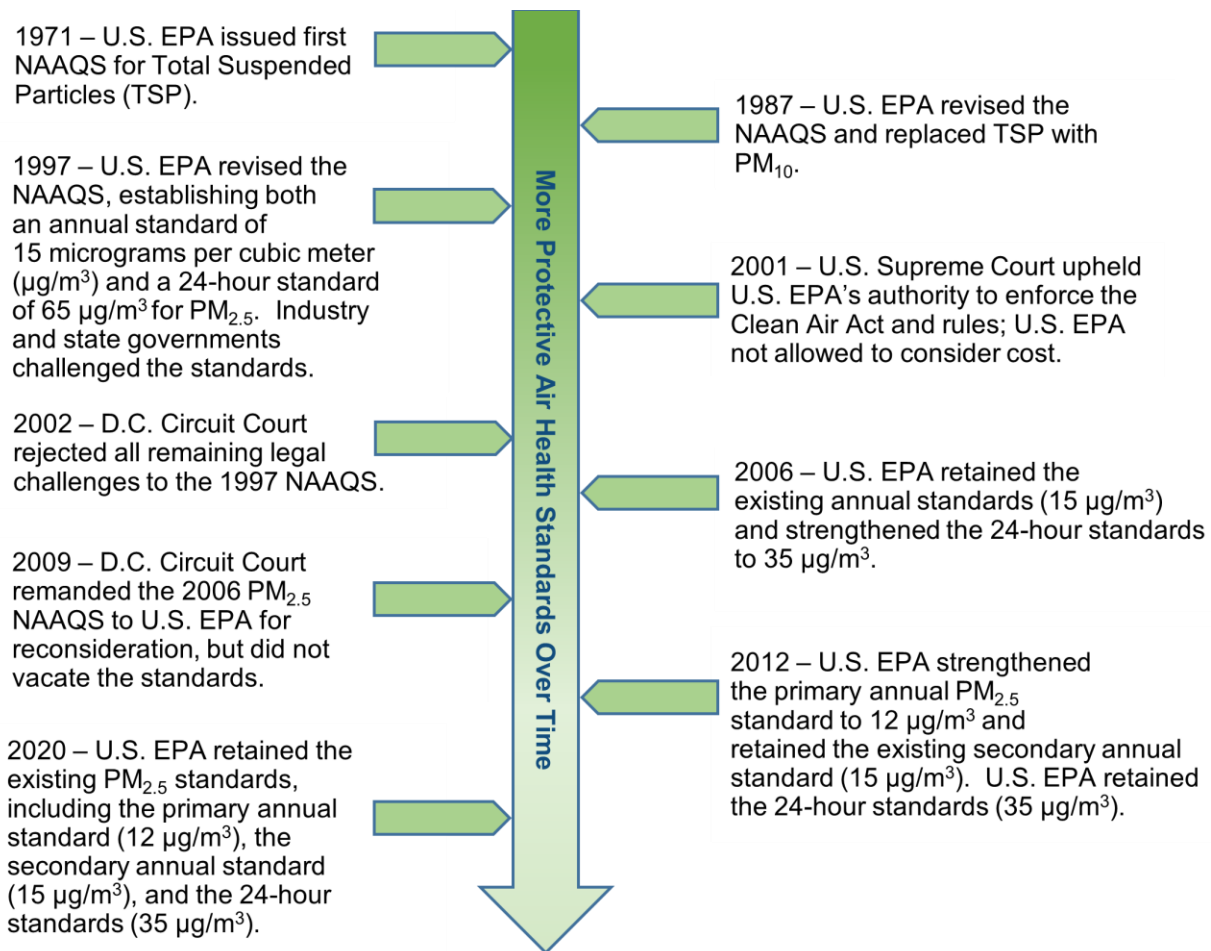 1971 – U.S. EPA issued first
NAAQS for Total Suspended
Particles (TSP).
1987 – U.S. EPA revised the
NAAQS and replaced TSP with
PM₁₀.
1997 – U.S. EPA revised the
NAAQS, establishing both
an annual standard of
15 micrograms per cubic meter
(µg/m³) and a 24-hour standard
of 65 µg/m³ for PM₂.₅.  Industry
and state governments
challenged the standards.
2001 – U.S. Supreme Court upheld
U.S. EPA’s authority to enforce the
Clean Air Act and rules; U.S. EPA
not allowed to consider cost.
2002 – D.C. Circuit Court
rejected all remaining legal
challenges to the 1997 NAAQS.
2006 – U.S. EPA retained the
existing annual standards (15 µg/m³)
and strengthened the 24-hour standards
to 35 µg/m³.
2009 – D.C. Circuit Court
remanded the 2006 PM₂.₅
NAAQS to U.S. EPA for
reconsideration, but did not
vacate the standards.
2012 – U.S. EPA strengthened
the primary annual PM₂.₅
standard to 12 µg/m³ and
retained the existing secondary annual
standard (15 µg/m³).  U.S. EPA retained
the 24-hour standards (35 µg/m³).
2020 – U.S. EPA retained the
existing PM₂.₅ standards,
including the primary annual
standard (12 µg/m³), the
secondary annual standard
(15 µg/m³), and the 24-hour
standards (35 µg/m³).
More Protective Air Health Standards Over Time